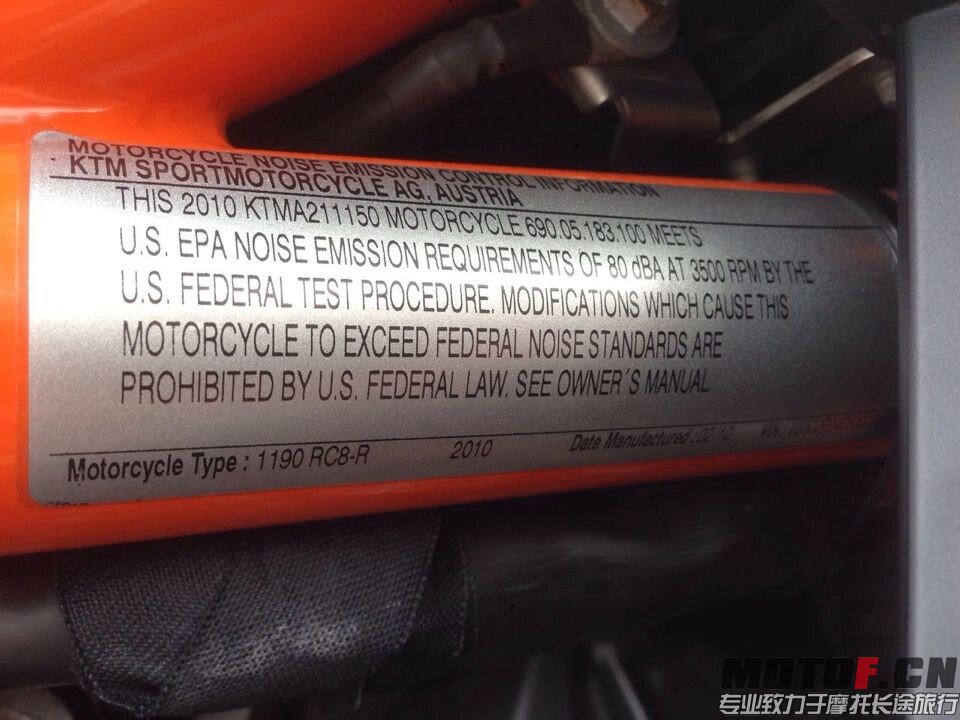 MOTORCYCLE NOISE EMISSION CONTROL INFORMATION
KTM SPORTMOTORCYCLE AG, AUSTRIA
THIS 2010 KTMA211150 MOTORCYCLE 690.05.183.100 MEETS
U.S. EPA NOISE EMISSION REQUIREMENTS OF 80 dBA AT 3500 RPM BY THE
U.S. FEDERAL TEST PROCEDURE. MODIFICATIONS WHICH CAUSE THIS
MOTORCYCLE TO EXCEED FEDERAL NOISE STANDARDS ARE
PROHIBITED BY U.S. FEDERAL LAW. SEE OWNER´S MANUAL.
Motorcycle Type : 1190 RC8-R 2010 Date Manufactured : 02/10
MOTOF.CN
专业致力于摩托长途旅行